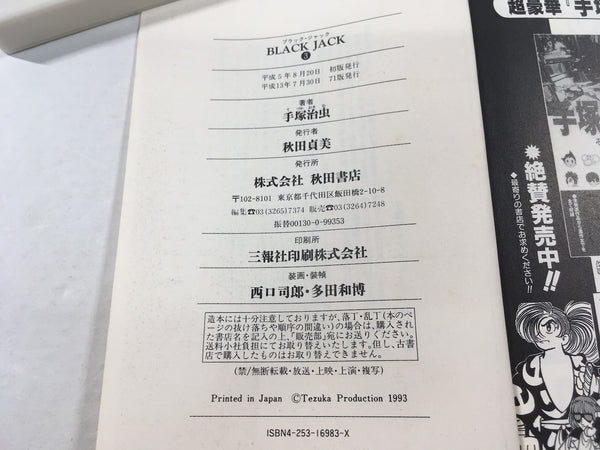 ブラック・ジャック
BLACK JACK
3
平成5年8月20日 初版発行
平成13年7月30日 71版発行
著者
手塚治虫
発行者
秋田貞美
発行所
株式会社 秋田書店
〒102-8101 東京都千代田区飯田橋2-10-8
編集☎03(3265)7374 販売☎03(3264)7248
振替00130-0-99353
印刷所
三報社印刷株式会社
装画・装幀
西口司郎・多田和博
造本には十分注意しておりますが、落丁・乱丁(本のペ
ージの抜け落ちや順序の間違い)の場合は、購入された
書店名を記入の上、「販売部」宛にお送りください。
送料小社負担にてお取り替えいたします。但し、古書
店で購入したものはお取り替えできません。
(禁/無断転載・放送・上映・上演・複写)
Printed in Japan ©Tezuka Production 1993
ISBN4-253-16983-X
超豪華『手塚
手塚
絶賛発売中!!
●最寄りの書店でお求めください!!